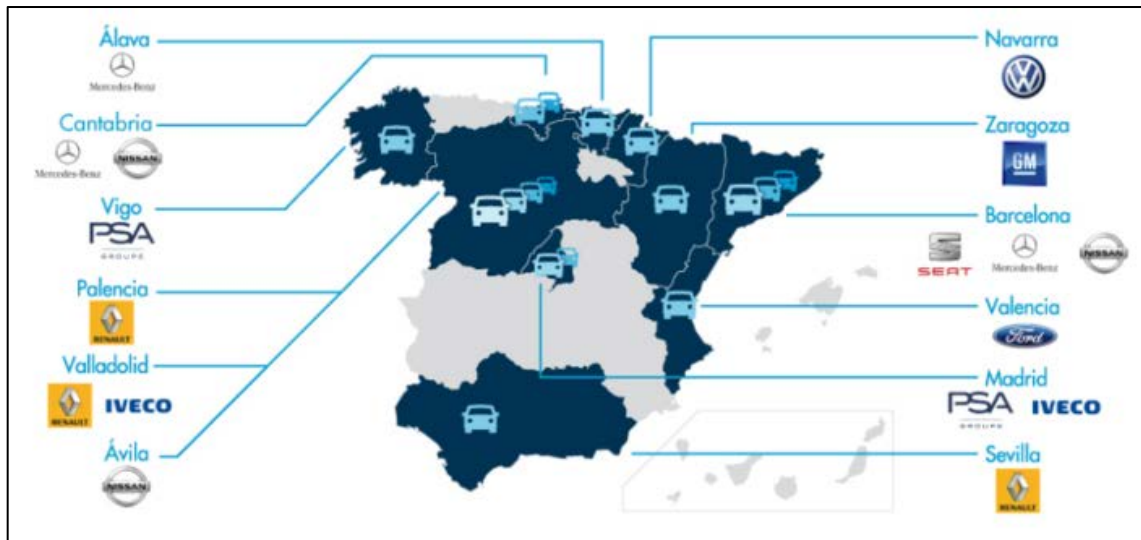 Álava
Mercedes-Benz
Cantabria
Mercedes-Benz NISSAN
Vigo
PSA
GROUPE
Palencia
RENAULT
Valladolid
RENAULT IVECO
Ávila
NISSAN
Navarra
Zaragoza
GM
Barcelona
SEAT Mercedes-Benz NISSAN
Valencia
Ford
Madrid
PSA IVECO
GROUPE
Sevilla
RENAULT